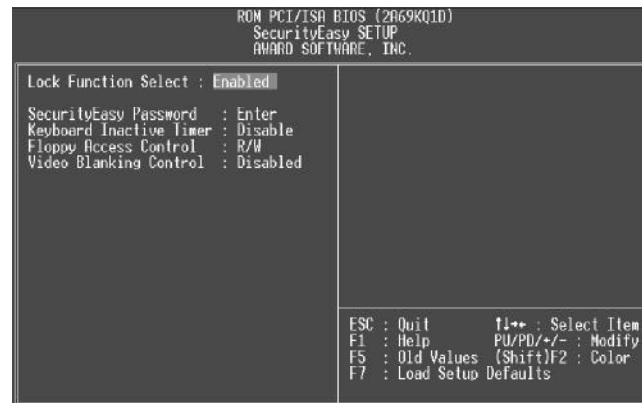 ROM PCI/ISA BIOS (2A69KQ1D)
SecurityEasy SETUP
AWARD SOFTWARE, INC.
Lock Function Select : Enabled
SecurityEasy Password : Enter
Keyboard Inactive Timer : Disable
Floppy Access Control : R/W
Video Blanking Control : Disabled
ESC : Quit ↑↓→← : Select Item
F1 : Help PU/PD/+/- : Modify
F5 : Old Values (Shift)F2 : Color
F7 : Load Setup Defaults